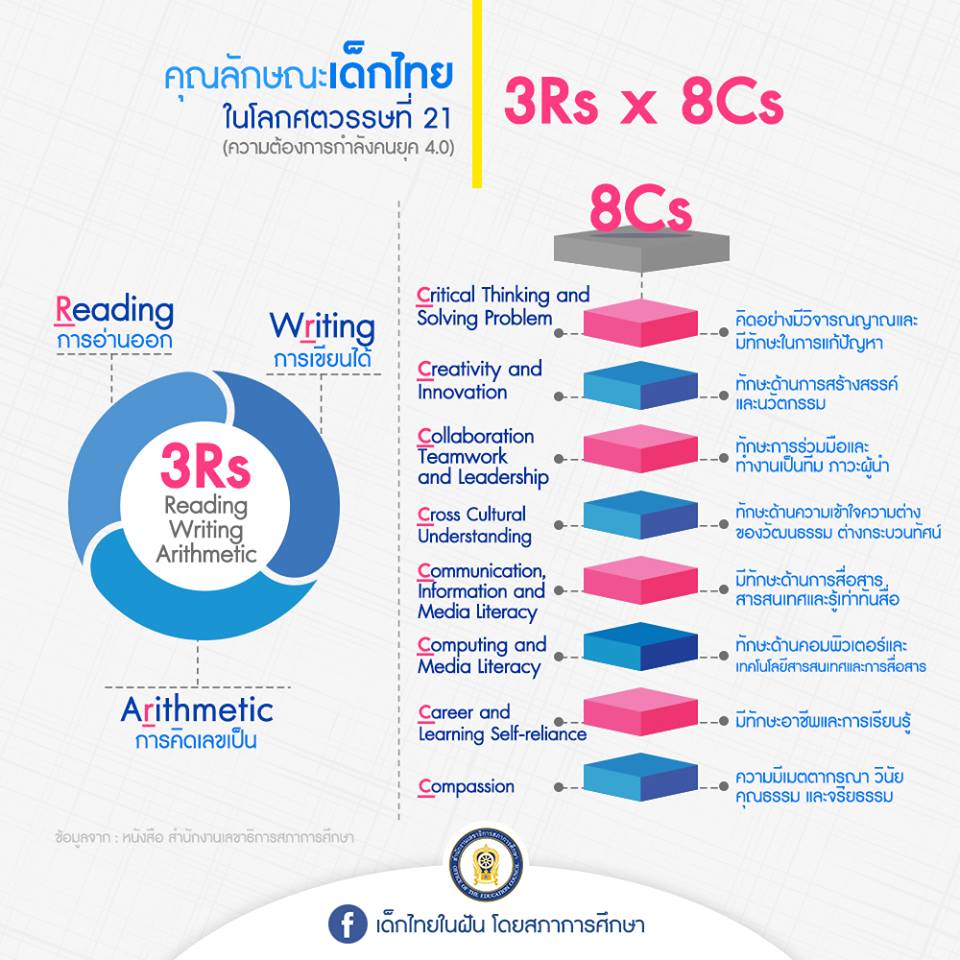 คุณลักษณะเด็กไทย
ในโลกศตวรรษที่ 21
(ความต้องการกำลังคนยุค 4.0)
3Rs x 8Cs
Reading
การอ่านออก
Writing
การเขียนได้
3Rs
Reading
Writing
Arithmetic
Arithmetic
การคิดเลขเป็น
8Cs
Critical Thinking and
Solving Problem
คิดอย่างมีวิจารณญาณและ
มีทักษะในการแก้ปัญหา
Creativity and
Innovation
ทักษะด้านการสร้างสรรค์
และนวัตกรรม
Collaboration
Teamwork
and Leadership
ทักษะการร่วมมือและ
ทำงานเป็นทีม ภาวะผู้นำ
Cross Cultural
Understanding
ทักษะด้านความเข้าใจความต่าง
ของวัฒนธรรม ต่างกระบวนทัศน์
Communication,
Information and
Media Literacy
มีทักษะด้านการสื่อสาร
สารสนเทศและรู้เท่าทันสื่อ
Computing and
Media Literacy
ทักษะด้านคอมพิวเตอร์และ
เทคโนโลยีสารสนเทศและการสื่อสาร
Career and
Learning Self-reliance
มีทักษะอาชีพและการเรียนรู้
Compassion
ความมีเมตตากรุณา วินัย
คุณธรรม และจริยธรรม
ข้อมูลจาก : หนังสือ สำนักงานเลขาธิการสภาการศึกษา
สำนักงานเลขาธิการสภาการศึกษา
OFFICE OF THE EDUCATION COUNCIL
f เด็กไทยในฝัน โดยสภาการศึกษา